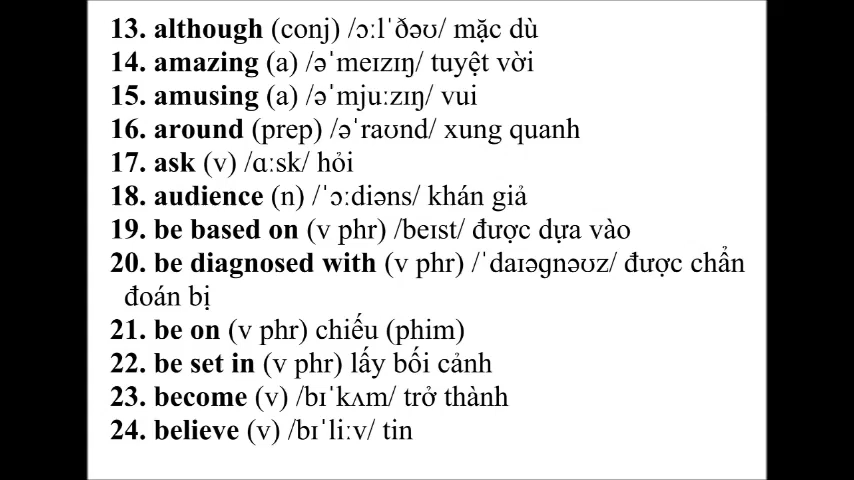 13. although (conj) /ɔːlˈðəʊ/ mặc dù
14. amazing (a) /əˈmeɪzɪŋ/ tuyệt vời
15. amusing (a) /əˈmjuːzɪŋ/ vui
16. around (prep) /əˈraʊnd/ xung quanh
17. ask (v) /ɑːsk/ hỏi
18. audience (n) /ˈɔːdiəns/ khán giả
19. be based on (v phr) /beɪst/ được dựa vào
20. be diagnosed with (v phr) /ˈdaɪəɡnəʊz/ được chẩn
đoán bị
21. be on (v phr) chiếu (phim)
22. be set in (v phr) lấy bối cảnh
23. become (v) /bɪˈkʌm/ trở thành
24. believe (v) /bɪˈliːv/ tin